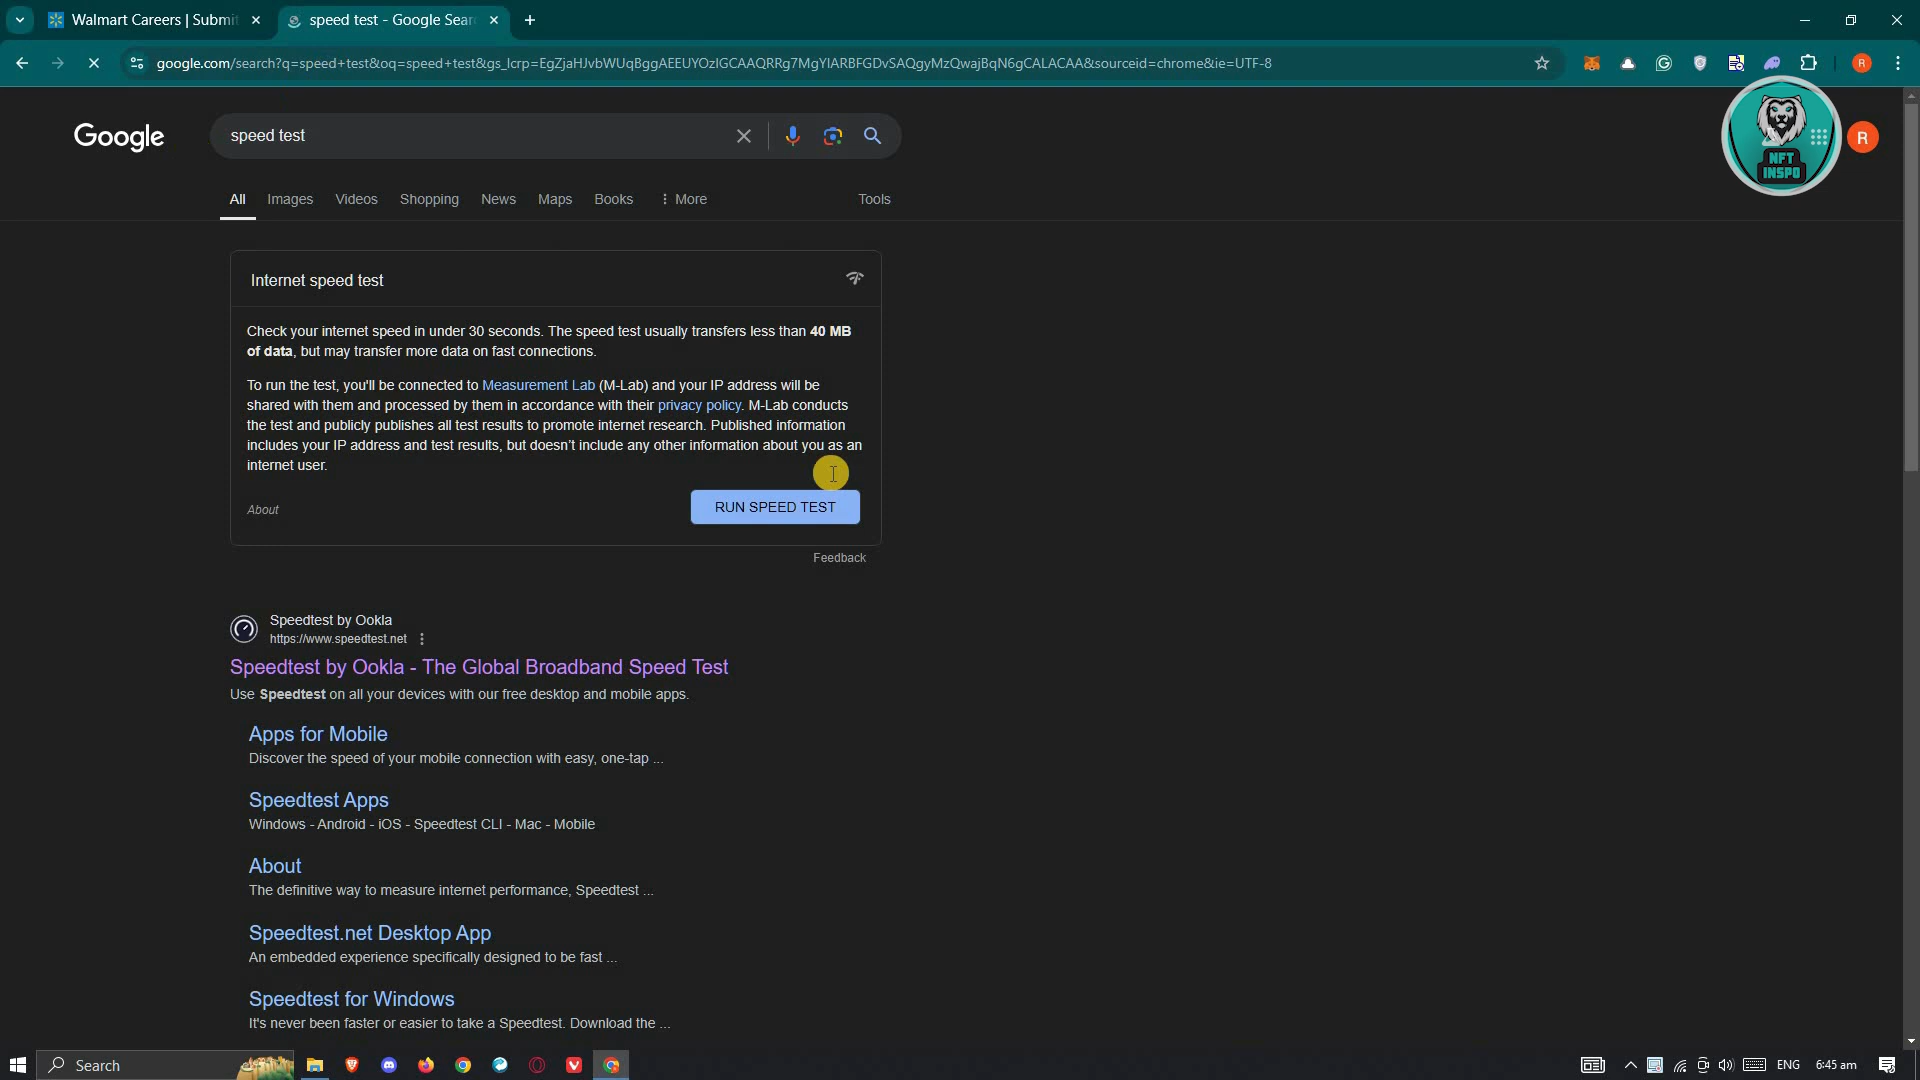 Walmart Careers | Submit
speed test - Google Sear
google.com/search?q=speed+test&oq=speed+test&gs_lcrp=EgZjaHJvbWUqBggAEEUYOzIGCAAQRRg7MgYIARBFGDvSAQgyMzQwajBqN6gCALACAA&sourceid=chrome&ie=UTF-8
R
Google
speed test
NFT
INSPO
R
All Images Videos Shopping News Maps Books More Tools
Internet speed test
Check your internet speed in under 30 seconds. The speed test usually transfers less than 40 MB
of data, but may transfer more data on fast connections.
To run the test, you'll be connected to Measurement Lab (M-Lab) and your IP address will be
shared with them and processed by them in accordance with their privacy policy. M-Lab conducts
the test and publicly publishes all test results to promote internet research. Published information
includes your IP address and test results, but doesn't include any other information about you as an
internet user.
About
RUN SPEED TEST
Feedback
Speedtest by Ookla
https://www.speedtest.net
Speedtest by Ookla - The Global Broadband Speed Test
Use Speedtest on all your devices with our free desktop and mobile apps.
Apps for Mobile
Discover the speed of your mobile connection with easy, one-tap ...
Speedtest Apps
Windows - Android - iOS - Speedtest CLI - Mac - Mobile
About
The definitive way to measure internet performance, Speedtest ...
Speedtest.net Desktop App
An embedded experience specifically designed to be fast ...
Speedtest for Windows
It's never been faster or easier to take a Speedtest. Download the ...
Search
ENG
6:45 am